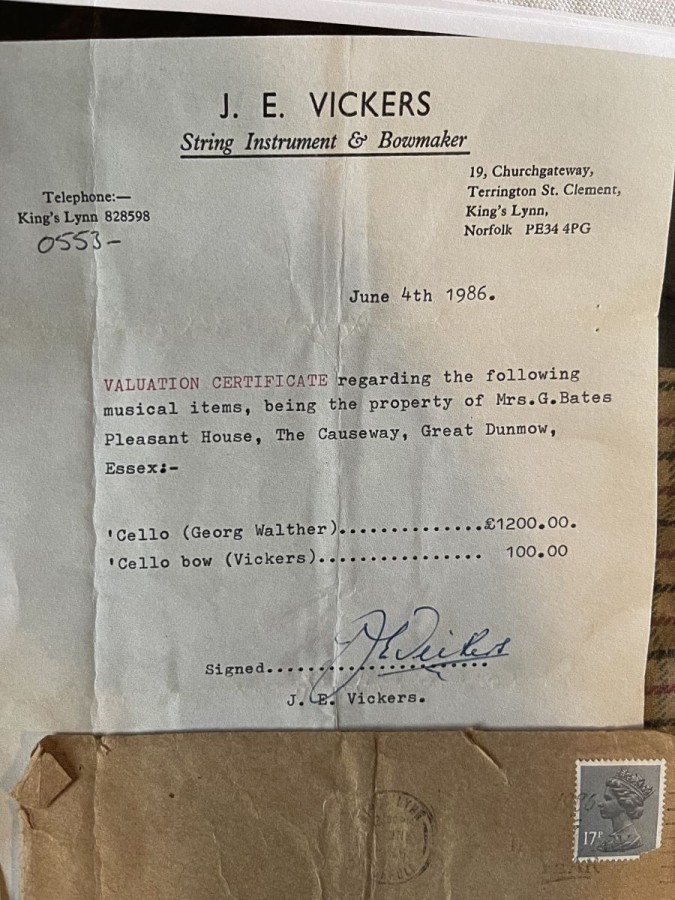 J. E. VICKERS
String Instrument & Bowmaker
Telephone:—
King's Lynn 828598
0553-
19, Churchgateway,
Terrington St. Clement,
King's Lynn,
Norfolk PE34 4PG
June 4th 1986.
VALUATION CERTIFICATE regarding the following
musical items, being the property of Mrs.G.Bates
Pleasant House, The Causeway, Great Dunmow,
Essex:-
'Cello (Georg Walther)...............£1200.00.
'Cello bow (Vickers)................. 100.00
J E Vickers
Signed.......................
J. E. Vickers.
17P